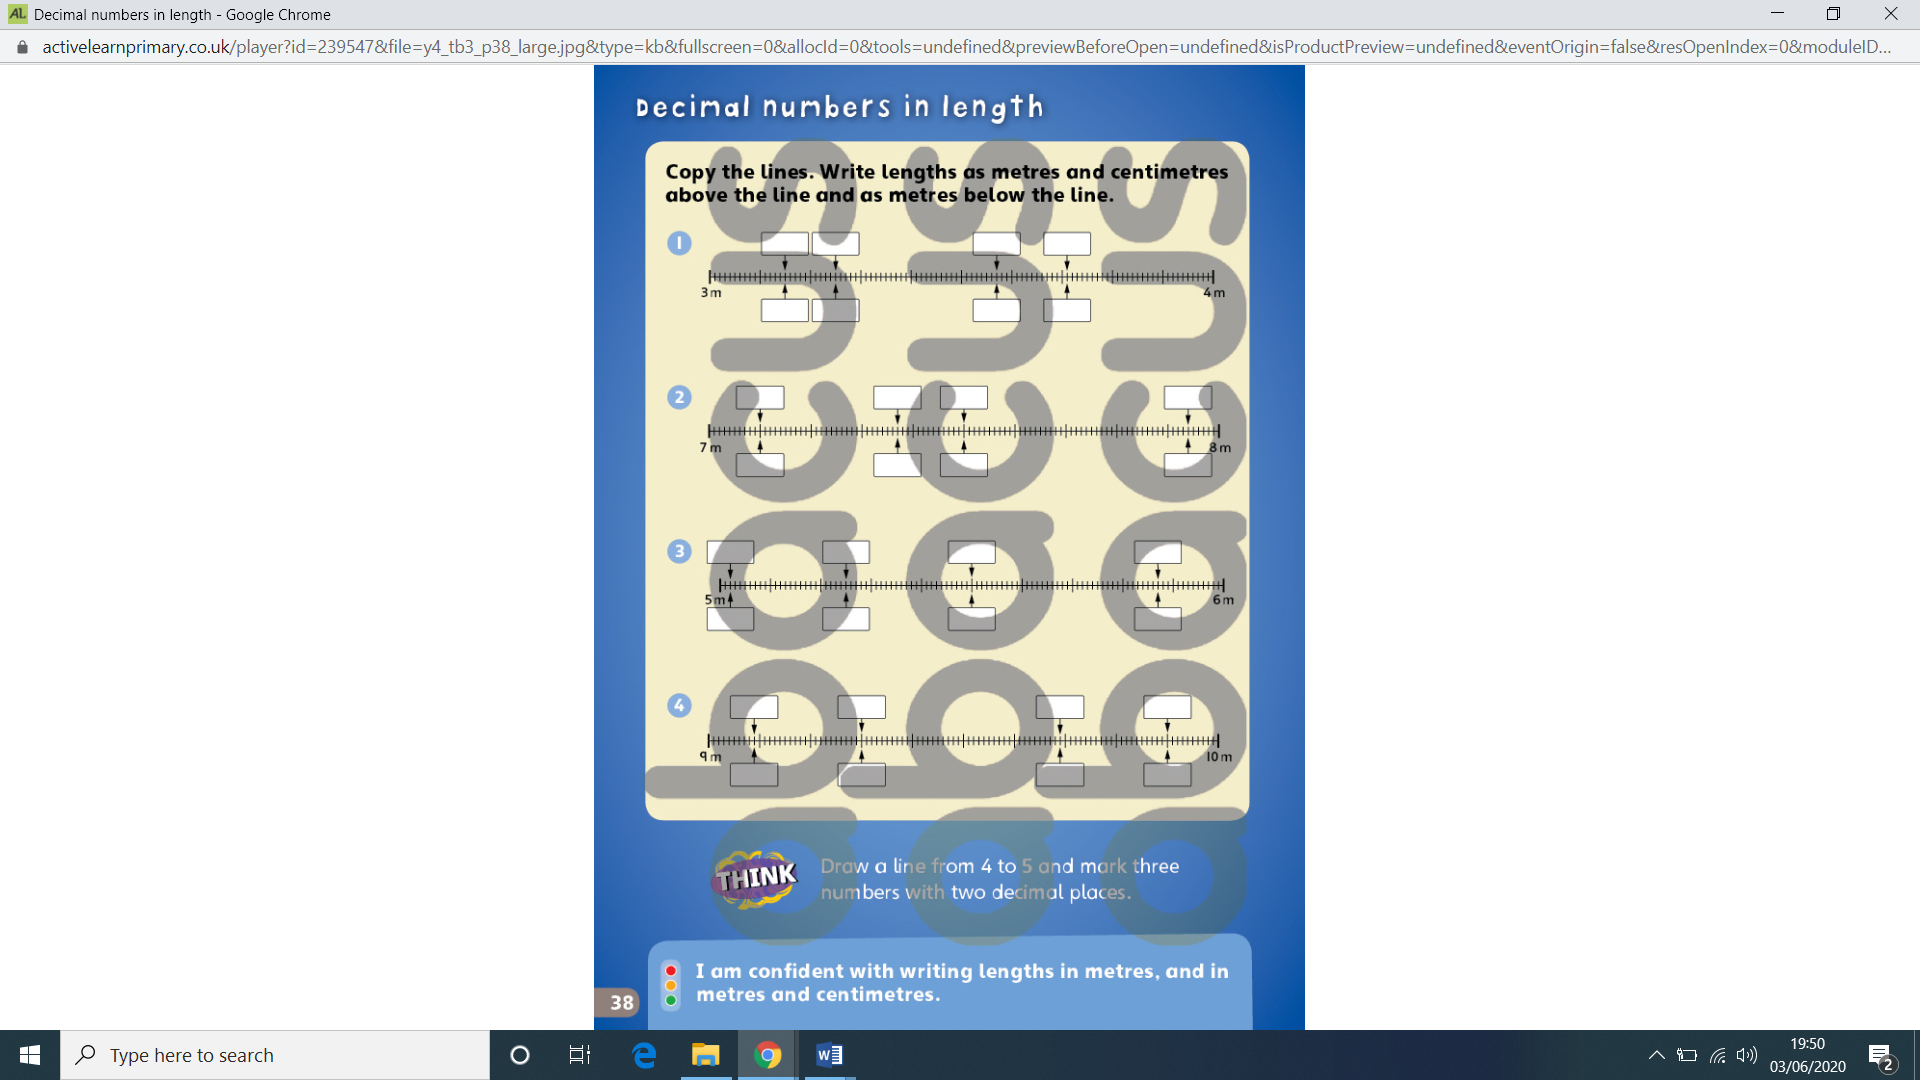 Decimal numbers in length - Google Chrome
activelearnprimary.co.uk/player?id=239547&file=y4_tb3_p38_large.jpg&type=kb&fullscreen=0&allocId=0&tools=undefined&previewBeforeOpen=undefined&isProductPreview=undefined&eventOrigin=false&resOpenIndex=0&moduleID...
Decimal numbers in length
Copy the lines. Write lengths as metres and centimetres
above the line and as metres below the line.
1
3 m 4 m
2
7 m 8 m
3
5 m 6 m
4
9 m 10 m
THINK
Draw a line from 4 to 5 and mark three
numbers with two decimal places.
I am confident with writing lengths in metres, and in
metres and centimetres.
38
Type here to search
19:50
03/06/2020
2